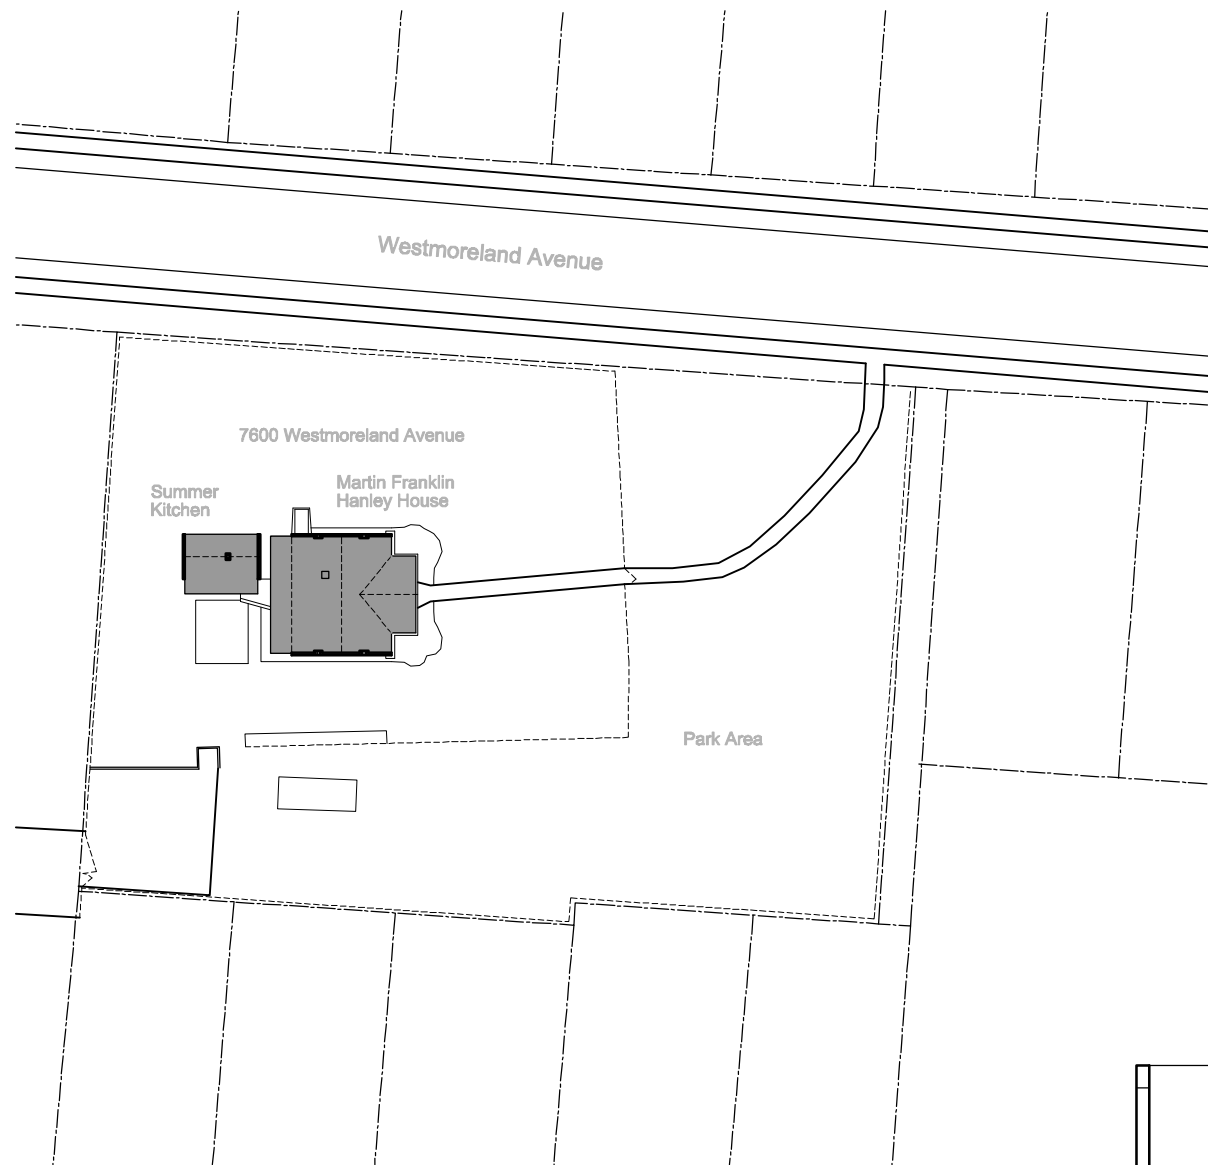 Westmoreland Avenue
7600 Westmoreland Avenue
Martin Franklin
Hanley House
Summer
Kitchen
Park Area